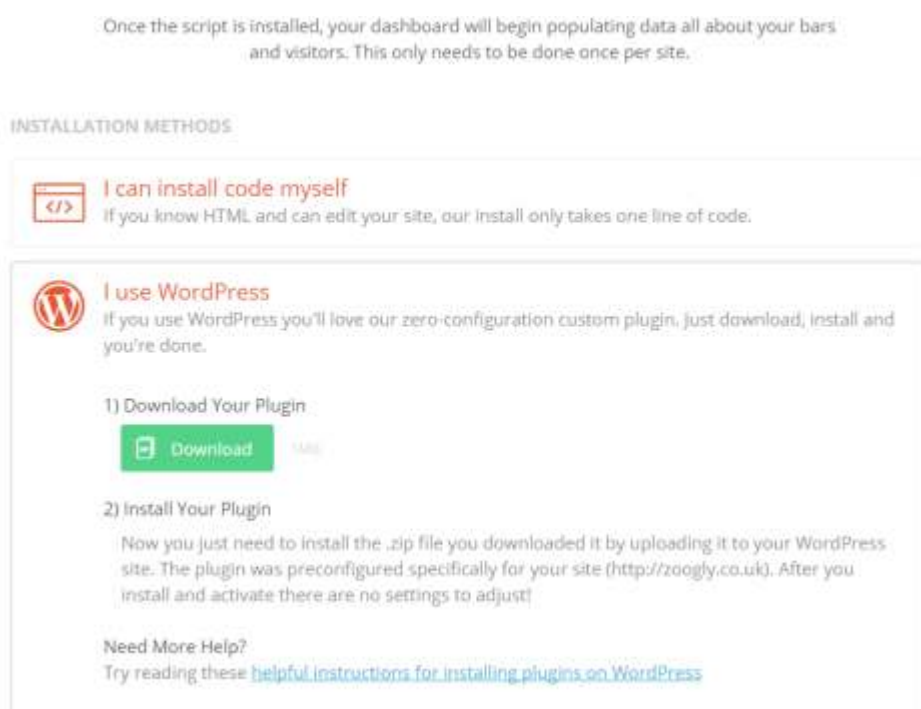 Once the script is installed, your dashboard will begin populating data all about your bars
and visitors. This only needs to be done once per site.
INSTALLATION METHODS
I can install code myself
If you know HTML and can edit your site, our install only takes one line of code.
I use WordPress
If you use WordPress you'll love our zero-configuration custom plugin. Just download, install and
you're done.
1) Download Your Plugin
Download
2) Install Your Plugin
Now you just need to install the .zip file you downloaded it by uploading it to your WordPress
site. The plugin was preconfigured specifically for your site (http://zoogly.co.uk). After you
install and activate there are no settings to adjust!
Need More Help?
Try reading these helpful instructions for installing plugins on WordPress